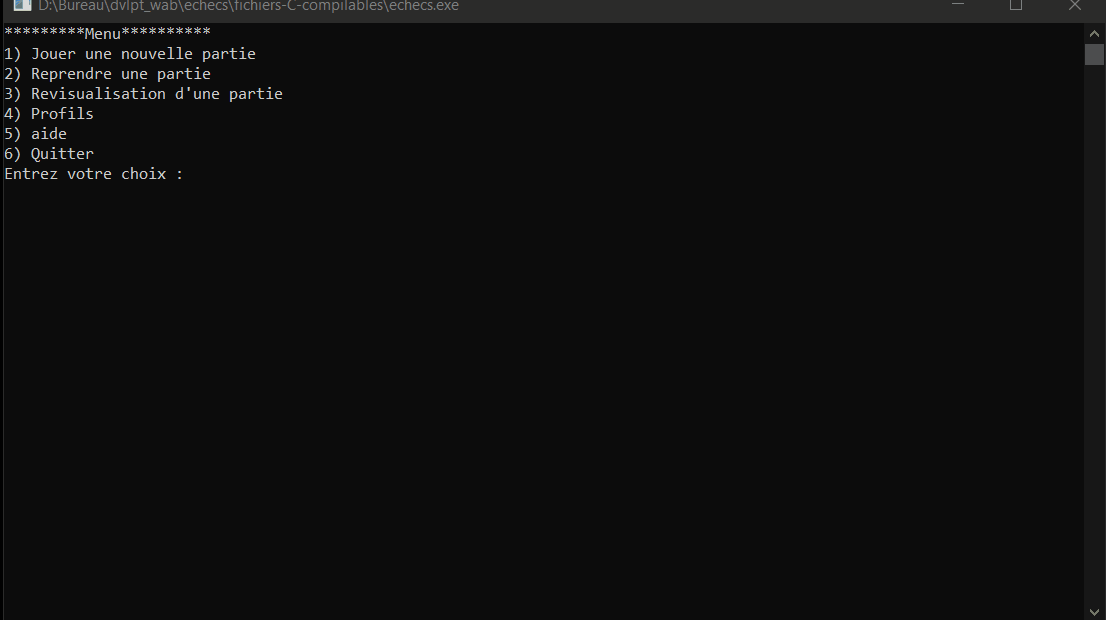 D:\Bureau\dvlpt_wab\echecs\fichiers-C-compilables\echecs.exe
*********Menu**********
1) Jouer une nouvelle partie
2) Reprendre une partie
3) Revisualisation d'une partie
4) Profils
5) aide
6) Quitter
Entrez votre choix :